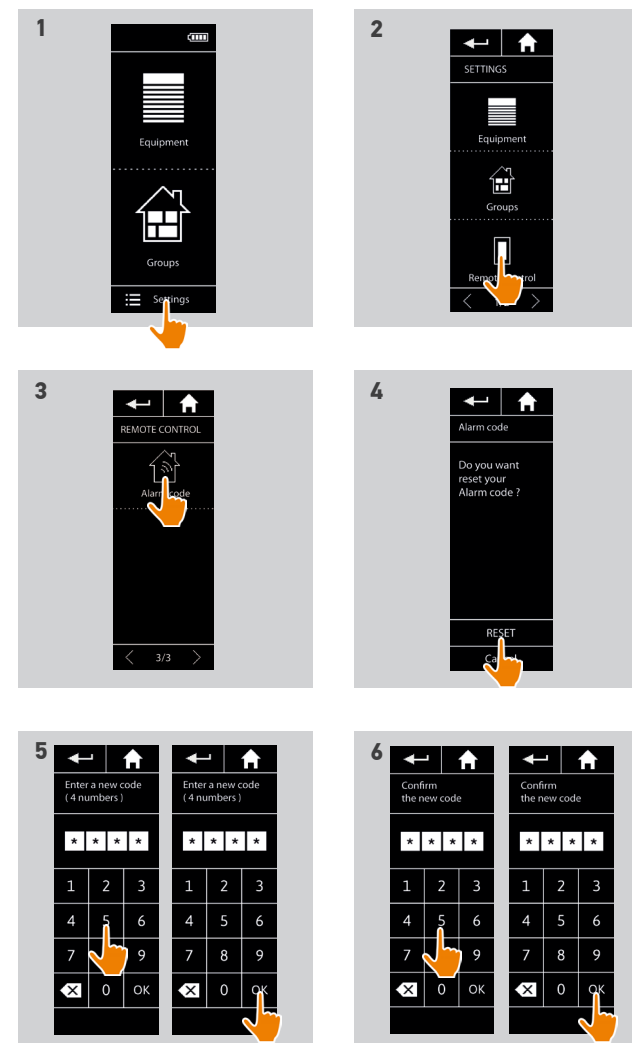 1
Equipment
Groups
Settings
2
SETTINGS
Equipment
Groups
3
REMOTE CONTROL
Alarm code
< 3/3 >
4
Alarm code
Do you want
reset your
Alarm code ?
RESET
5
Enter a new code
( 4 numbers )
* * * *
1 2 3
4 5 6
7 9
0 OK
Enter a new code
( 4 numbers )
* * * *
1 2 3
4 5 6
7 8 9
0 OK
6
Confirm
the new code
* * * *
1 2 3
4 5 6
7 9
0 OK
Confirm
the new code
* * * *
1 2 3
4 5 6
7 8 9
0 OK